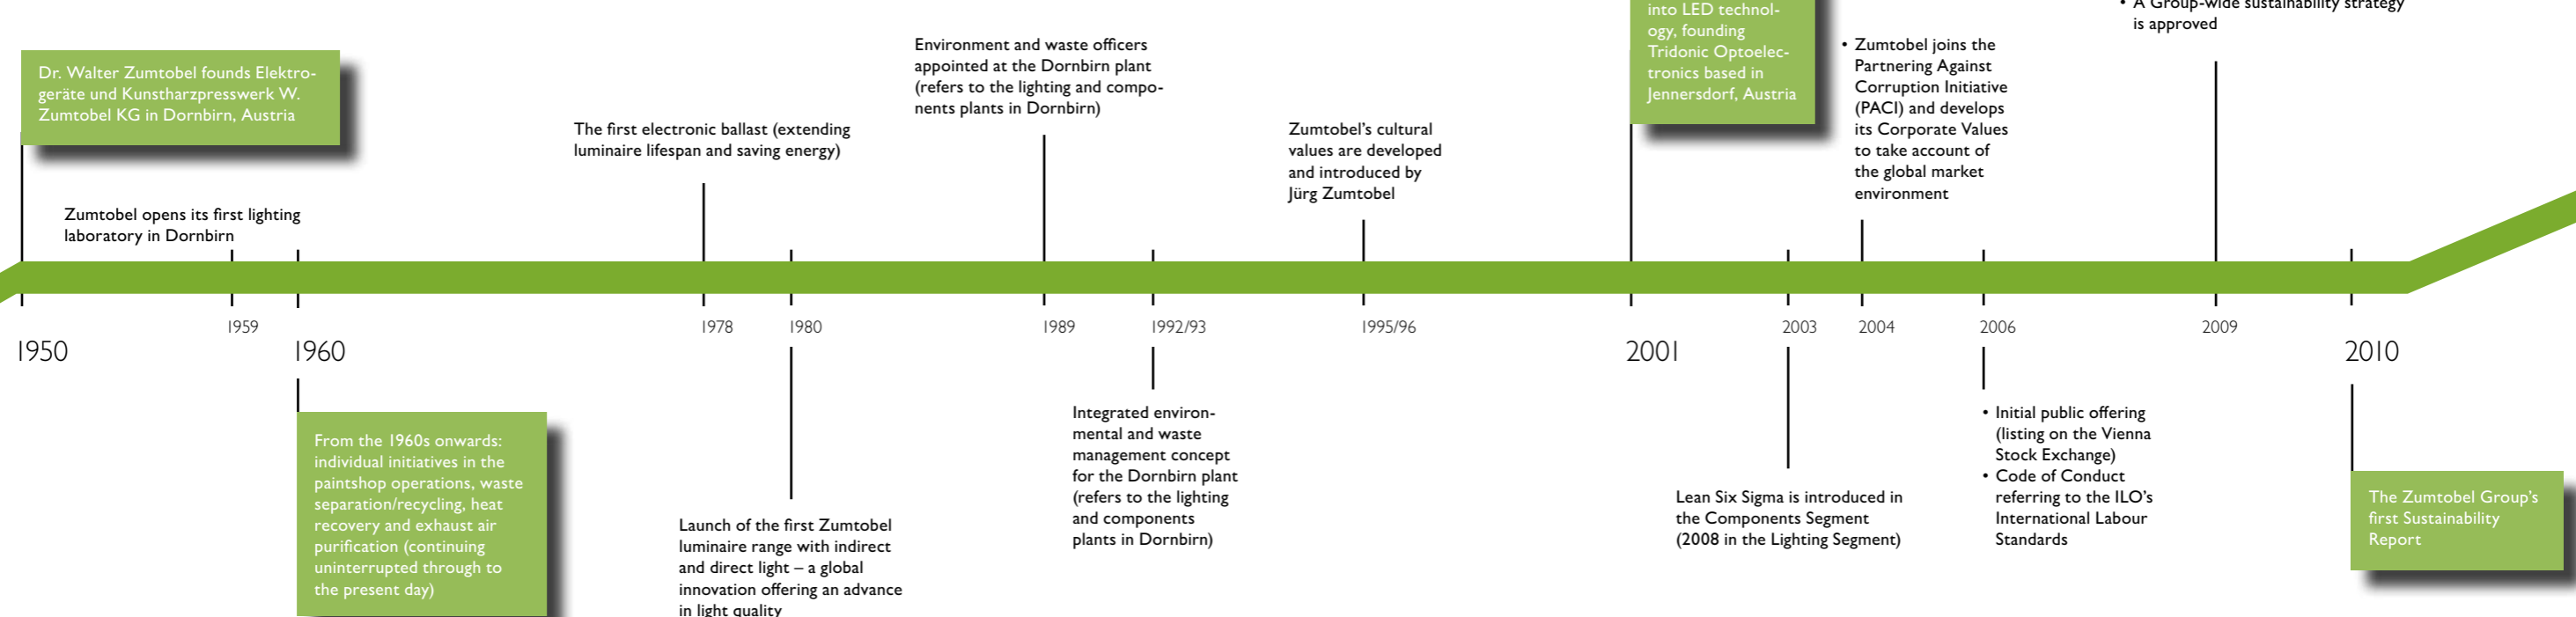 Dr. Walter Zumtobel founds Elektro-
geräte und Kunstharzpresswerk W.
Zumtobel KG in Dornbirn, Austria
Zumtobel opens its first lighting
laboratory in Dornbirn
The first electronic ballast (extending
luminaire lifespan and saving energy)
Environment and waste officers
appointed at the Dornbirn plant
(refers to the lighting and compo-
nents plants in Dornbirn)
Zumtobel's cultural
values are developed
and introduced by
Jürg Zumtobel
into LED technol-
ogy, founding
Tridonic Optoelec-
tronics based in
Jennersdorf, Austria
• Zumtobel joins the
Partnering Against
Corruption Initiative
(PACI) and develops
its Corporate Values
to take account of
the global market
environment
• A Group-wide sustainability strategy
is approved
1950
1959
1960
1978
1980
1989
1992/93
1995/96
2001
2003
2004
2006
2009
2010
From the 1960s onwards:
individual initiatives in the
paintshop operations, waste
separation/recycling, heat
recovery and exhaust air
purification (continuing
uninterrupted through to
the present day)
Launch of the first Zumtobel
luminaire range with indirect
and direct light – a global
innovation offering an advance
in light quality
Integrated environ-
mental and waste
management concept
for the Dornbirn plant
(refers to the lighting
and components
plants in Dornbirn)
Lean Six Sigma is introduced in
the Components Segment
(2008 in the Lighting Segment)
• Initial public offering
(listing on the Vienna
Stock Exchange)
• Code of Conduct
referring to the ILO's
International Labour
Standards
The Zumtobel Group's
first Sustainability
Report